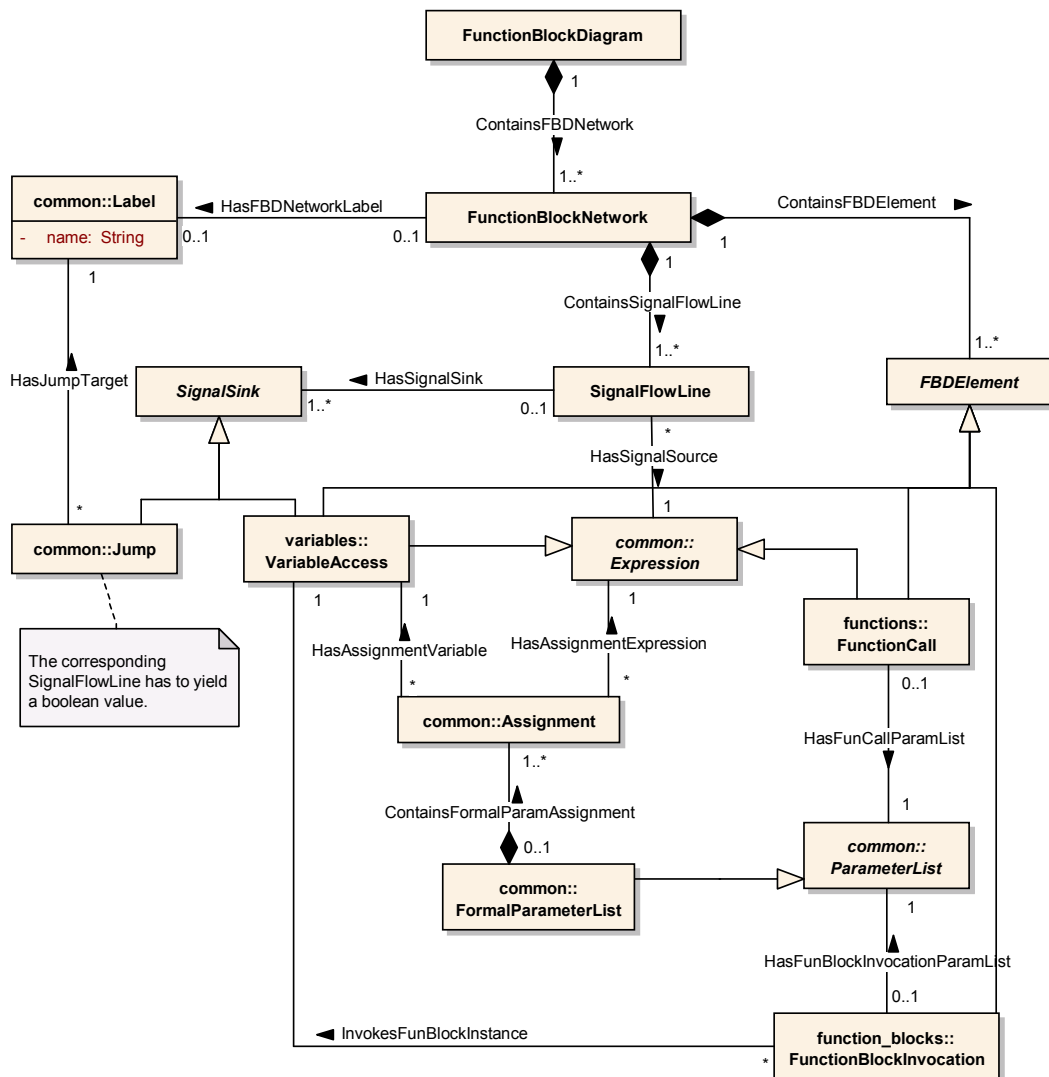 FunctionBlockDiagram
1
ContainsFBDNetwork
1..*
common::Label
- name: String
HasFBDNetworkLabel
0..1
0..1
FunctionBlockNetwork
ContainsFBDElement
1
1
1
ContainsSignalFlowLine
1..*
1..*
HasJumpTarget
SignalSink
HasSignalSink
1..*
0..1
SignalFlowLine
FBDElement
*
HasSignalSource
*
1
common::Jump
variables::
VariableAccess
common::
Expression
1
1
1
functions::
FunctionCall
The corresponding
SignalFlowLine has to yield
a boolean value.
HasAssignmentVariable
HasAssignmentExpression
*
*
0..1
common::Assignment
1..*
HasFunCallParamList
ContainsFormalParamAssignment
1
0..1
common::
FormalParameterList
common::
ParameterList
1
HasFunBlockInvocationParamList
0..1
InvokesFunBlockInstance
*
function_blocks::
FunctionBlockInvocation